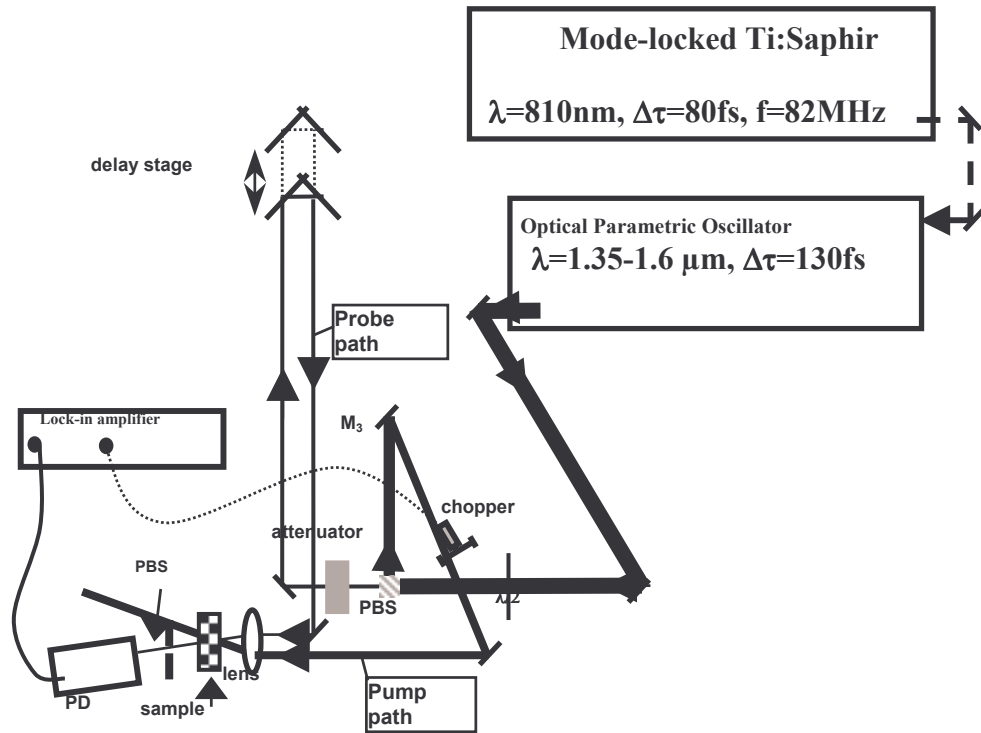 Mode-locked Ti:Saphir
λ=810nm, Δτ=80fs, f=82MHz
delay stage
Optical Parametric Oscillator
λ=1.35-1.6 µm, Δτ=130fs
Probe
path
Lock-in amplifier
M₃
chopper
attenuator
PBS
PBS
λ/2
lens
PD
sample
Pump
path